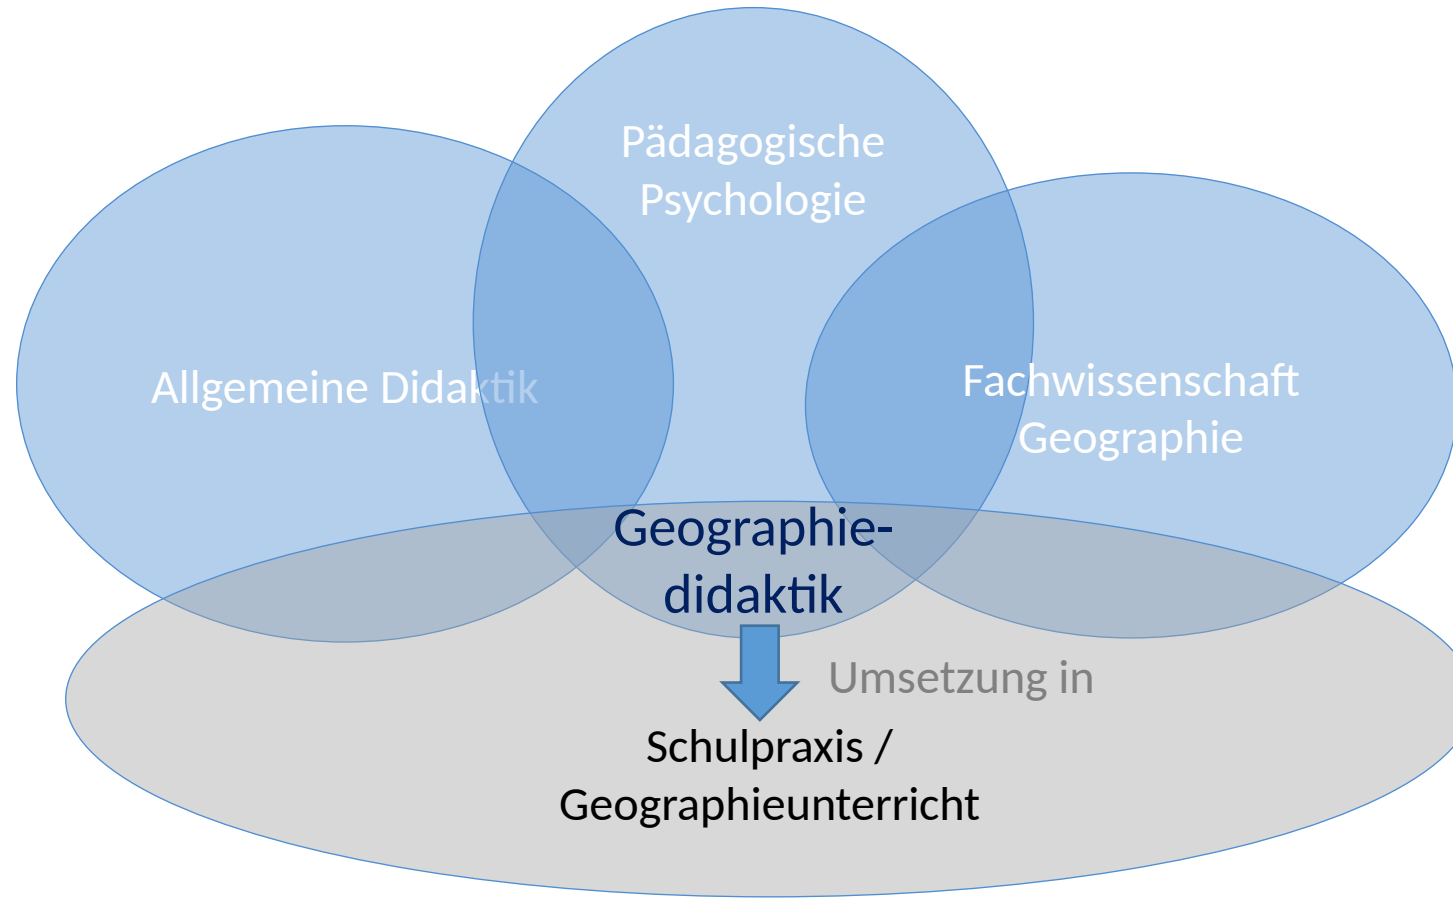 Pädagogische
Psychologie
Allgemeine Didaktik
Fachwissenschaft
Geographie
Geographie-
didaktik
Umsetzung in
Schulpraxis /
Geographieunterricht